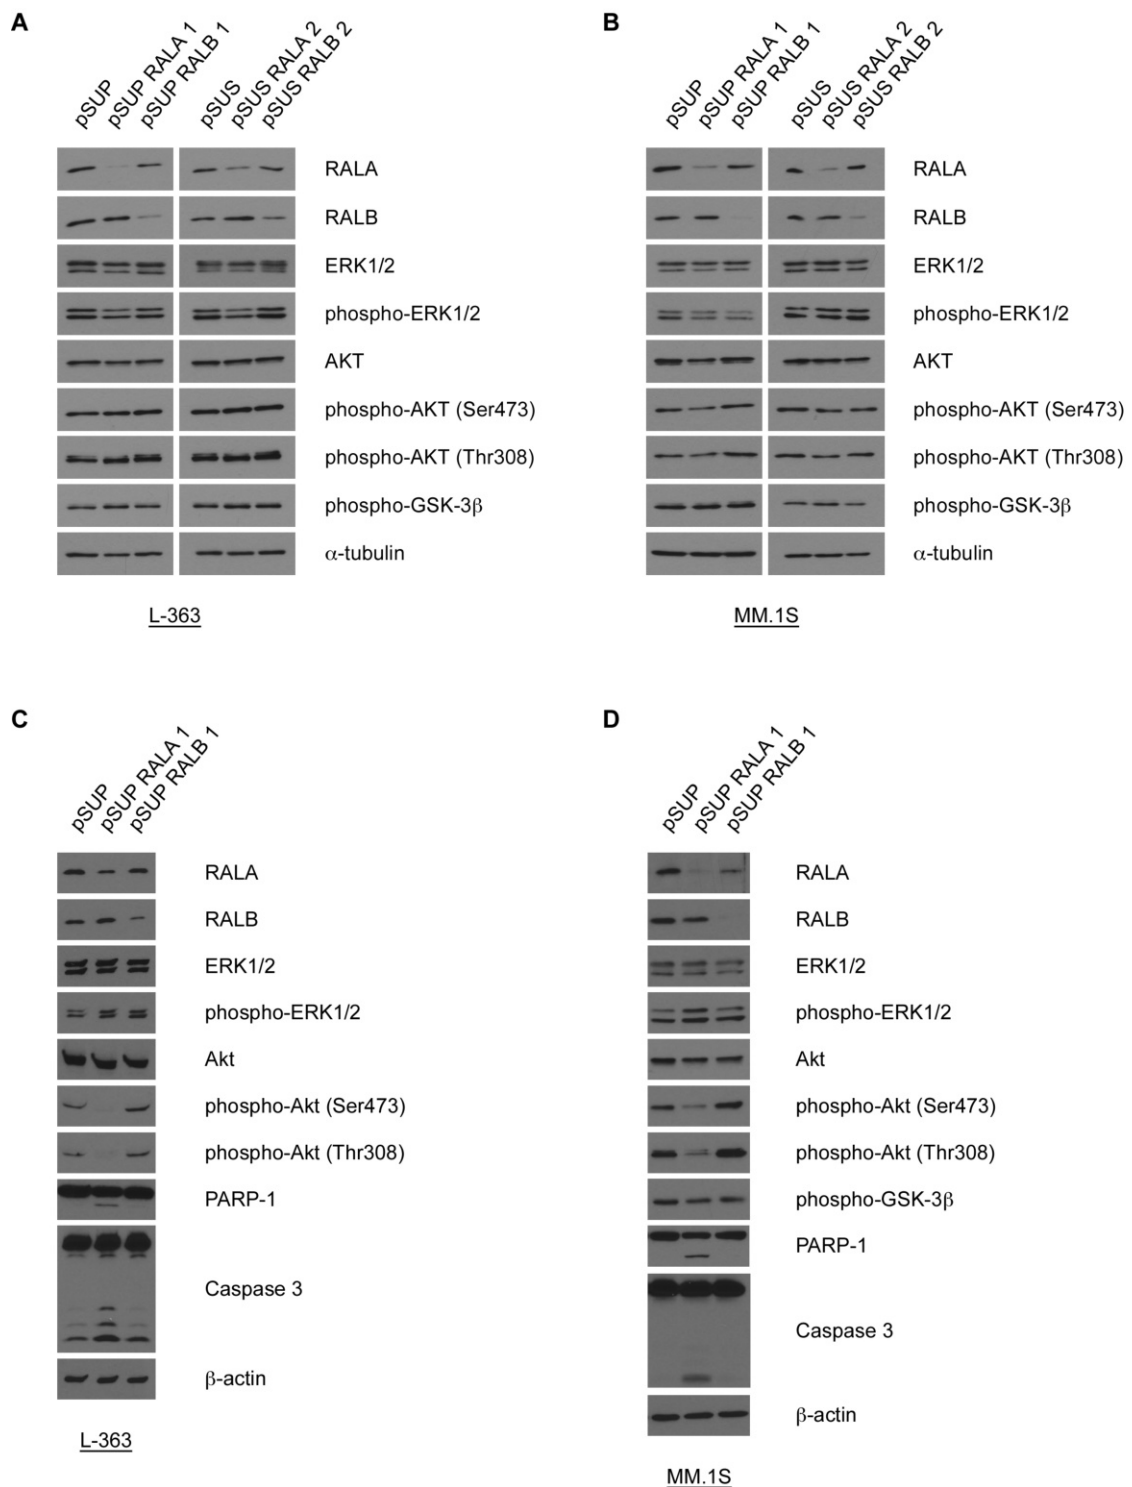 A
pSUP
pSUP RALA 1
pSUP RALB 1
pSUS
pSUS RALA 2
pSUS RALB 2
RALA
RALB
ERK1/2
phospho-ERK1/2
AKT
phospho-AKT (Ser473)
phospho-AKT (Thr308)
phospho-GSK-3β
α-tubulin
L-363
B
pSUP
pSUP RALA 1
pSUP RALB 1
pSUS
pSUS RALA 2
pSUS RALB 2
RALA
RALB
ERK1/2
phospho-ERK1/2
AKT
phospho-AKT (Ser473)
phospho-AKT (Thr308)
phospho-GSK-3β
α-tubulin
MM.1S
C
pSUP
pSUP RALA 1
pSUP RALB 1
RALA
RALB
ERK1/2
phospho-ERK1/2
Akt
phospho-Akt (Ser473)
phospho-Akt (Thr308)
PARP-1
Caspase 3
β-actin
L-363
D
pSUP
pSUP RALA 1
pSUP RALB 1
RALA
RALB
ERK1/2
phospho-ERK1/2
Akt
phospho-Akt (Ser473)
phospho-Akt (Thr308)
phospho-GSK-3β
PARP-1
Caspase 3
β-actin
MM.1S